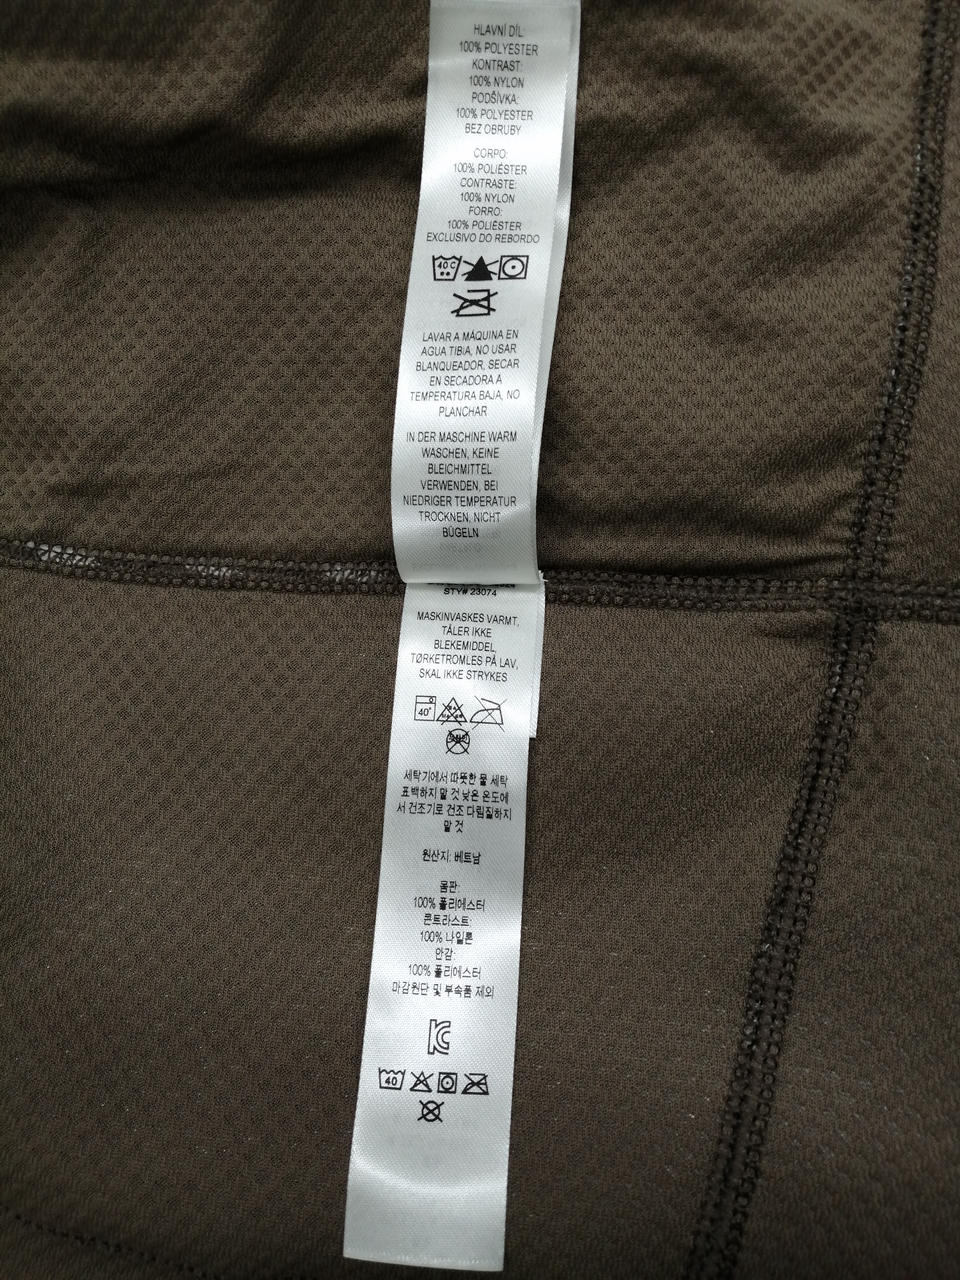 HLAVNÍ DÍL:
100% POLYESTER
KONTRAST:
100% NYLON
PODŠÍVKA:
100% POLYESTER
BEZ OBRUBY
CORPO:
100% POLIÉSTER
CONTRASTE:
100% NYLON
FORRO:
100% POLIÉSTER
EXCLUSIVO DO REBORDO
40 C
LAVAR A MÁQUINA EN
AGUA TIBIA, NO USAR
BLANQUEADOR, SECAR
EN SECADORA A
TEMPERATURA BAJA, NO
PLANCHAR
IN DER MASCHINE WARM
WASCHEN, KEINE
BLEICHMITTEL
VERWENDEN, BEI
NIEDRIGER TEMPERATUR
TROCKNEN, NICHT
BÜGELN
STY# 23074
MASKINVASKES VARMT,
TÅLER IKKE
BLEKEMIDDEL,
TØRKETROMLES PÅ LAV,
SKAL IKKE STRYKES
40°
세탁기에서 따뜻한 물 세탁
표백하지 말 것 낮은 온도에
서 건조기로 건조 다림질하지
말 것
원산지: 베트남
몸판:
100% 폴리에스터
콘트라스트:
100% 나일론
안감:
100% 폴리에스터
마감원단 및 부속품 제외
KC
40